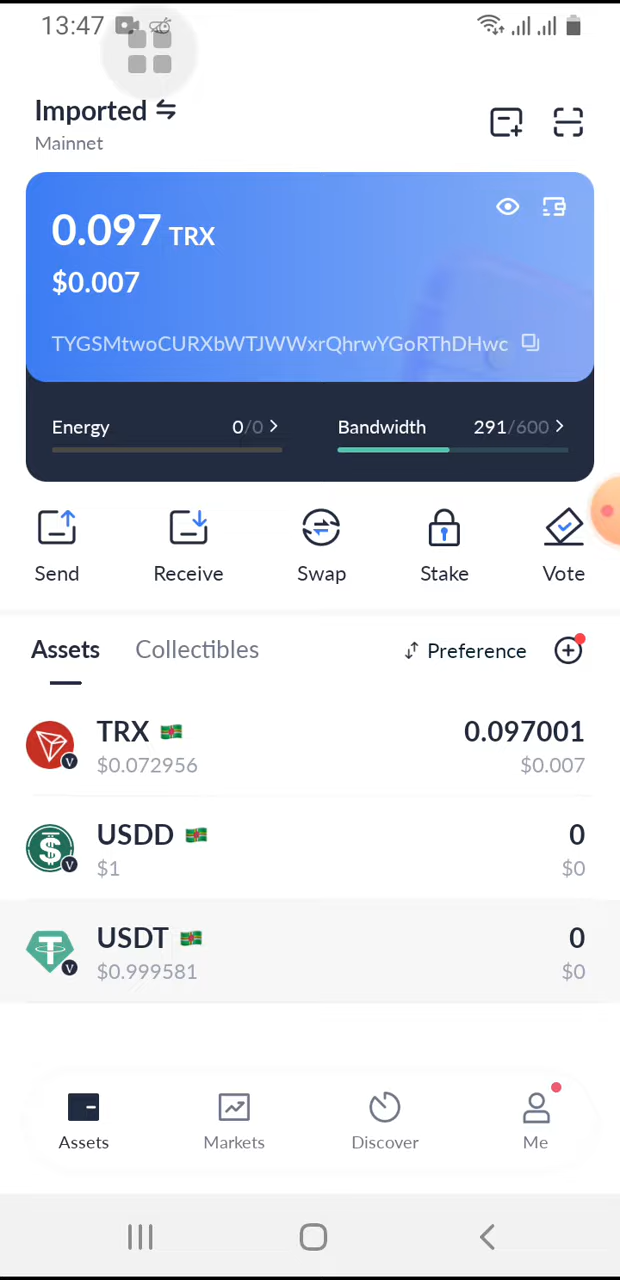 13:47
Imported
Mainnet
0.097 TRX
$0.007
TYGSMtwoCURXbWTJWWxrQhrwYGoRThDHwc
Energy 0/0 Bandwidth 291/600
Send Receive Swap Stake Vote
Assets Collectibles Preference
TRX 0.097001
$0.072956 $0.007
USDD 0
$1 $0
USDT 0
$0.999581 $0
Assets Markets Discover Me